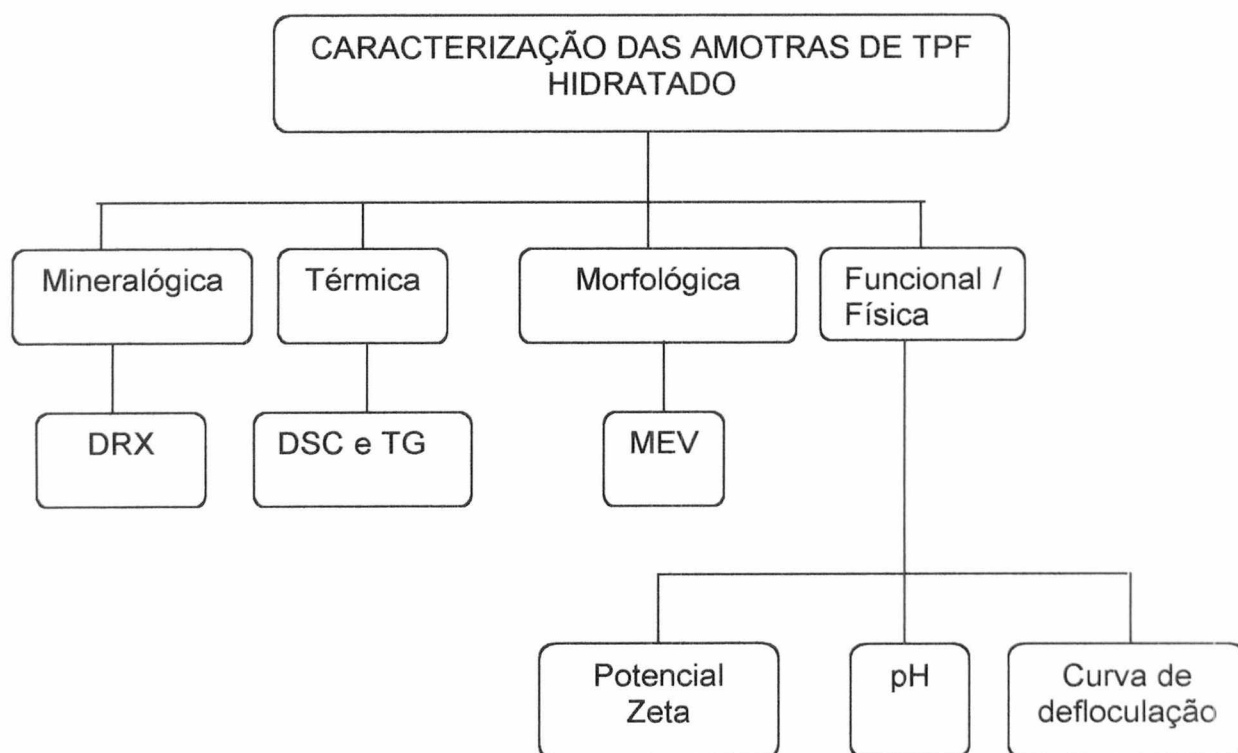 CARACTERIZAÇÃO DAS AMOTRAS DE TPF
HIDRATADO
Mineralógica
Térmica
Morfológica
Funcional /
Física
DRX
DSC e TG
MEV
Potencial
Zeta
pH
Curva de
defloculação